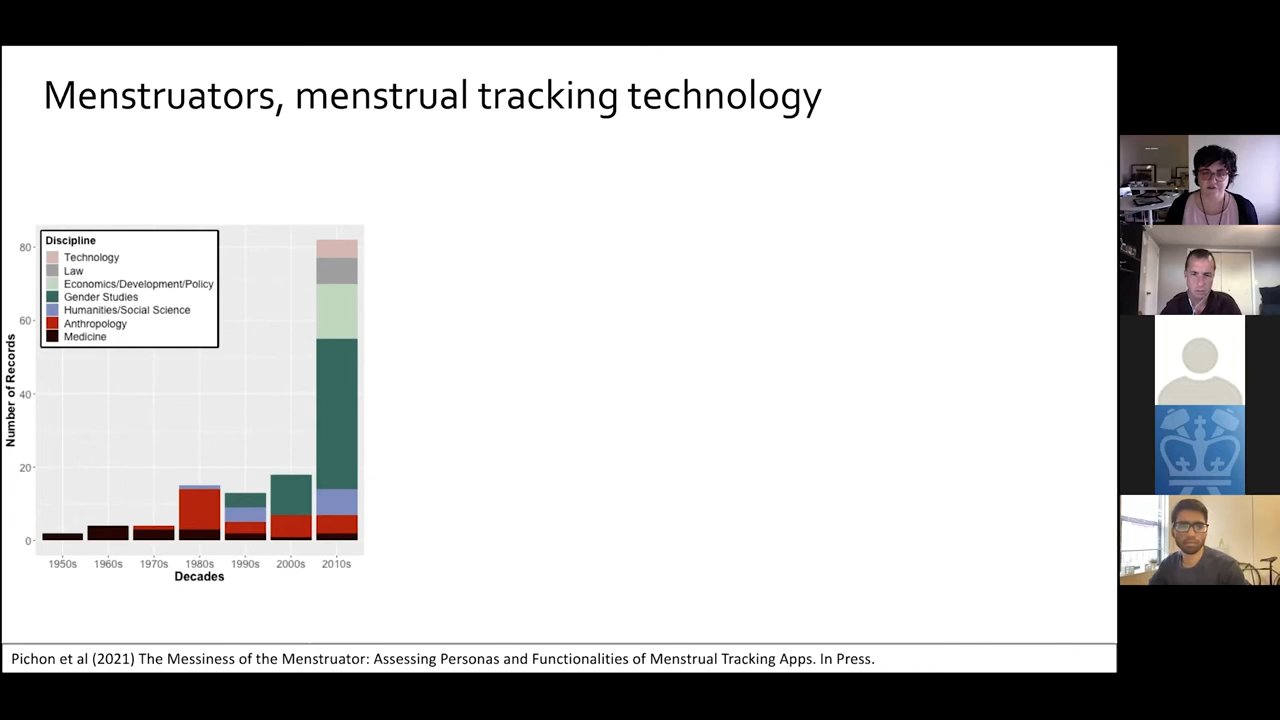 Menstruators, menstrual tracking technology
Discipline
Technology
Law
Economics/Development/Policy
Gender Studies
Humanities/Social Science
Anthropology
Medicine
Number of Records
80
60
40
20
0
1950s 1960s 1970s 1980s 1990s 2000s 2010s
Decades
Pichon et al (2021) The Messiness of the Menstruator: Assessing Personas and Functionalities of Menstrual Tracking Apps. In Press.